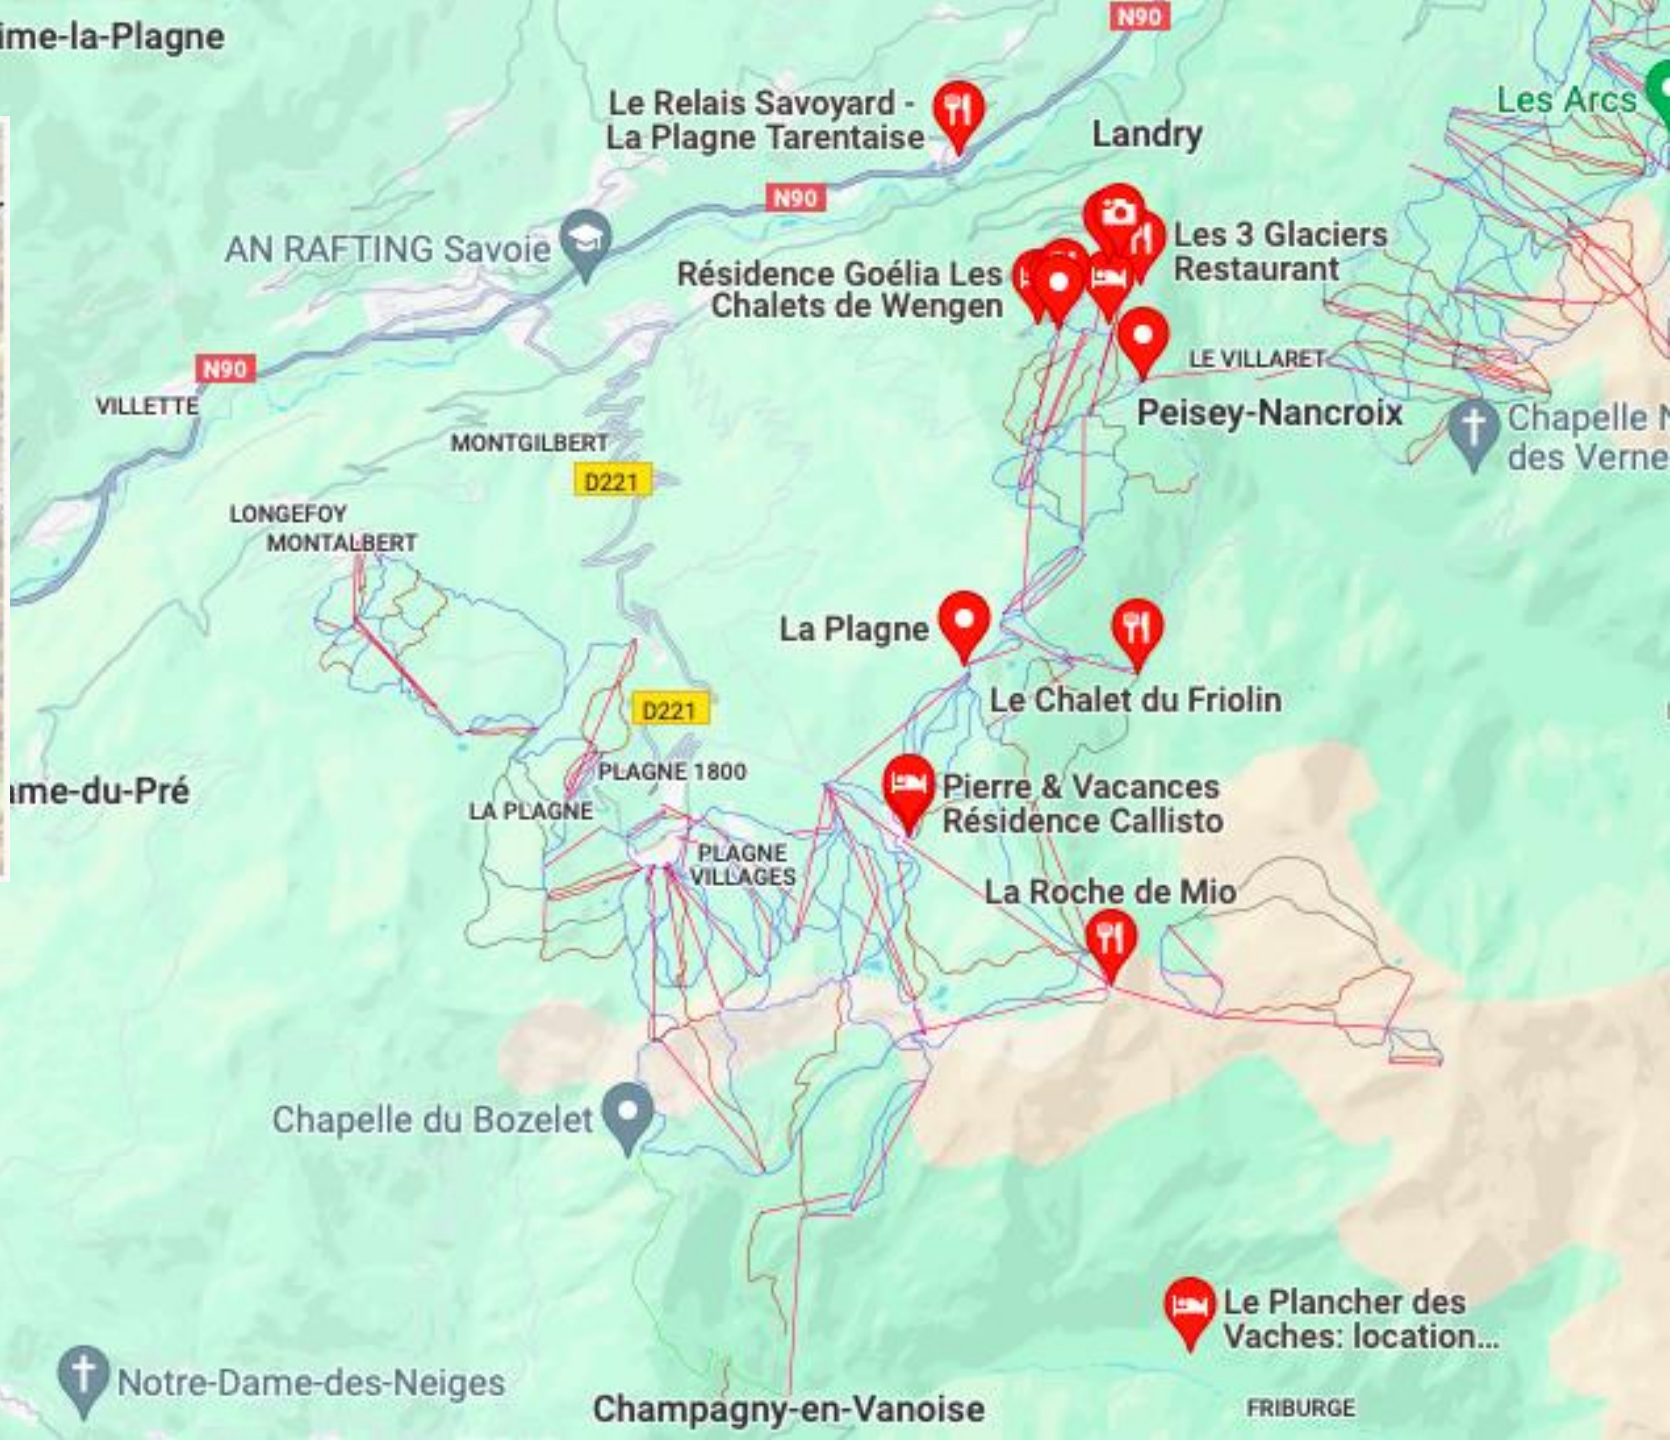 N90
ime-la-Plagne
Le Relais Savoyard -
La Plagne Tarentaise
Les Arcs
Landry
N90
AN RAFTING Savoie
Les 3 Glaciers
Restaurant
Résidence Goélia Les
Chalets de Wengen
LE VILLARET
N90
VILLETTE
Peisey-Nancroix
Chapelle N
des Verne
MONTGILBERT
D221
LONGEFOY
MONTALBERT
La Plagne
Le Chalet du Friolin
D221
PLAGNE 1800
ame-du-Pré
LA PLAGNE
Pierre & Vacances
Résidence Callisto
PLAGNE
VILLAGES
La Roche de Mio
Chapelle du Bozelet
Le Plancher des
Vaches: location...
Notre-Dame-des-Neiges
Champagny-en-Vanoise
FRIBURGE